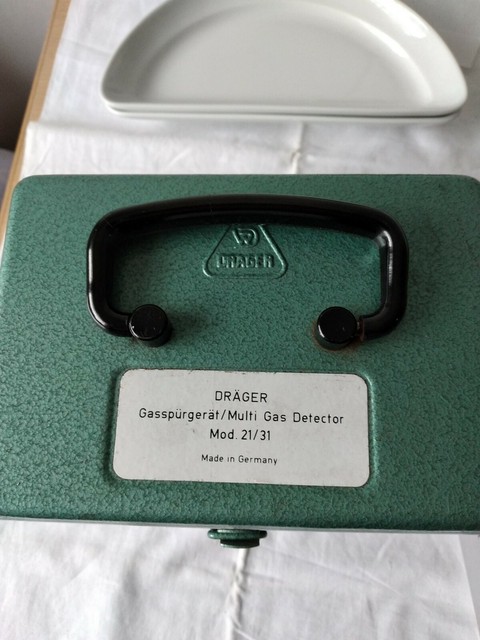 DRÄGER
DRÄGER
Gasspürgerät/Multi Gas Detector
Mod. 21/31
Made in Germany